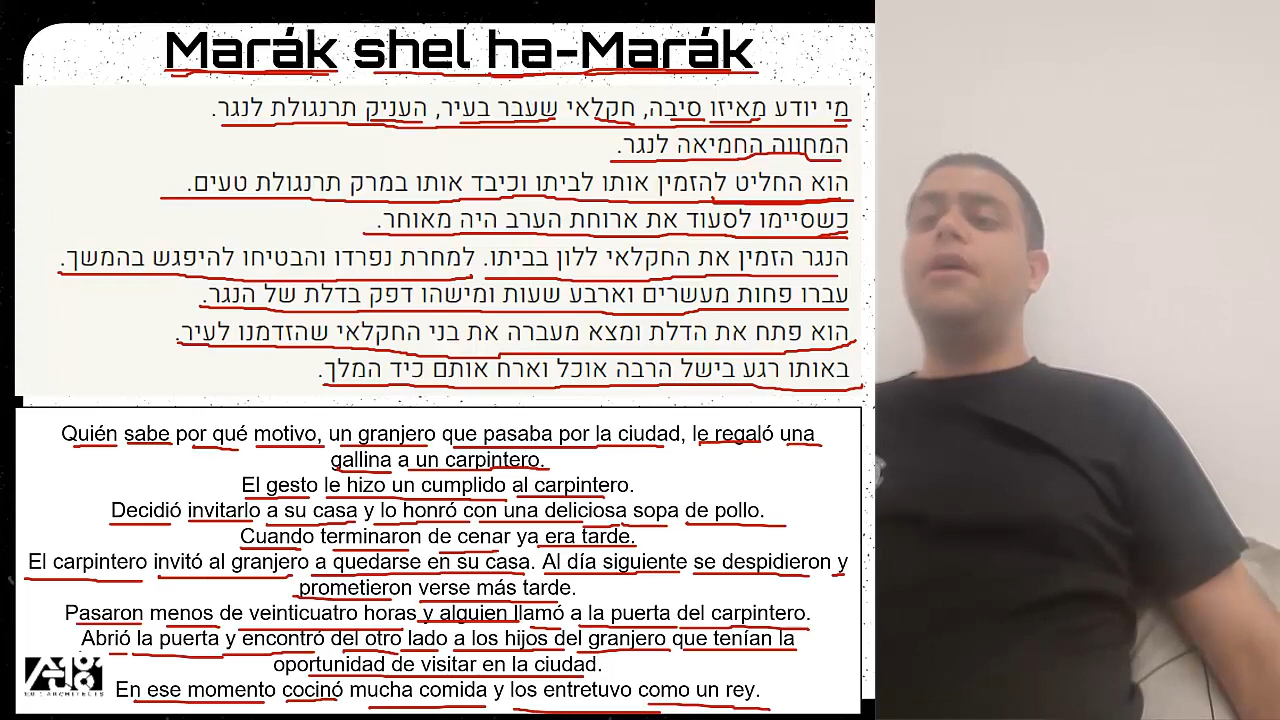 Marák shel ha-Marák
מי יודע מאיזו סיבה, חקלאי שעבר בעיר, העניק תרנגולת לנגר.
המחווה החמיאה לנגר.
הוא החליט להזמין אותו לביתו וכיבד אותו במרק תרנגולת טעים.
כשסיימו לסעוד את ארוחת הערב היה מאוחר.
הנגר הזמין את החקלאי ללון בביתו. למחרת נפרדו והבטיחו להיפגש בהמשך.
עברו פחות מעשרים וארבע שעות ומישהו דפק בדלת של הנגר.
הוא פתח את הדלת ומצא מעברה את בני החקלאי שהזדמנו לעיר.
באותו רגע בישל הרבה אוכל וארח אותם כיד המלך.
Quién sabe por qué motivo, un granjero que pasaba por la ciudad, le regaló una
gallina a un carpintero.
El gesto le hizo un cumplido al carpintero.
Decidió invitarlo a su casa y lo honró con una deliciosa sopa de pollo.
Cuando terminaron de cenar ya era tarde.
El carpintero invitó al granjero a quedarse en su casa. Al día siguiente se despidieron y
prometieron verse más tarde.
Pasaron menos de veinticuatro horas y alguien llamó a la puerta del carpintero.
Abrió la puerta y encontró del otro lado a los hijos del granjero que tenían la
oportunidad de visitar en la ciudad.
En ese momento cocinó mucha comida y los entretuvo como un rey.